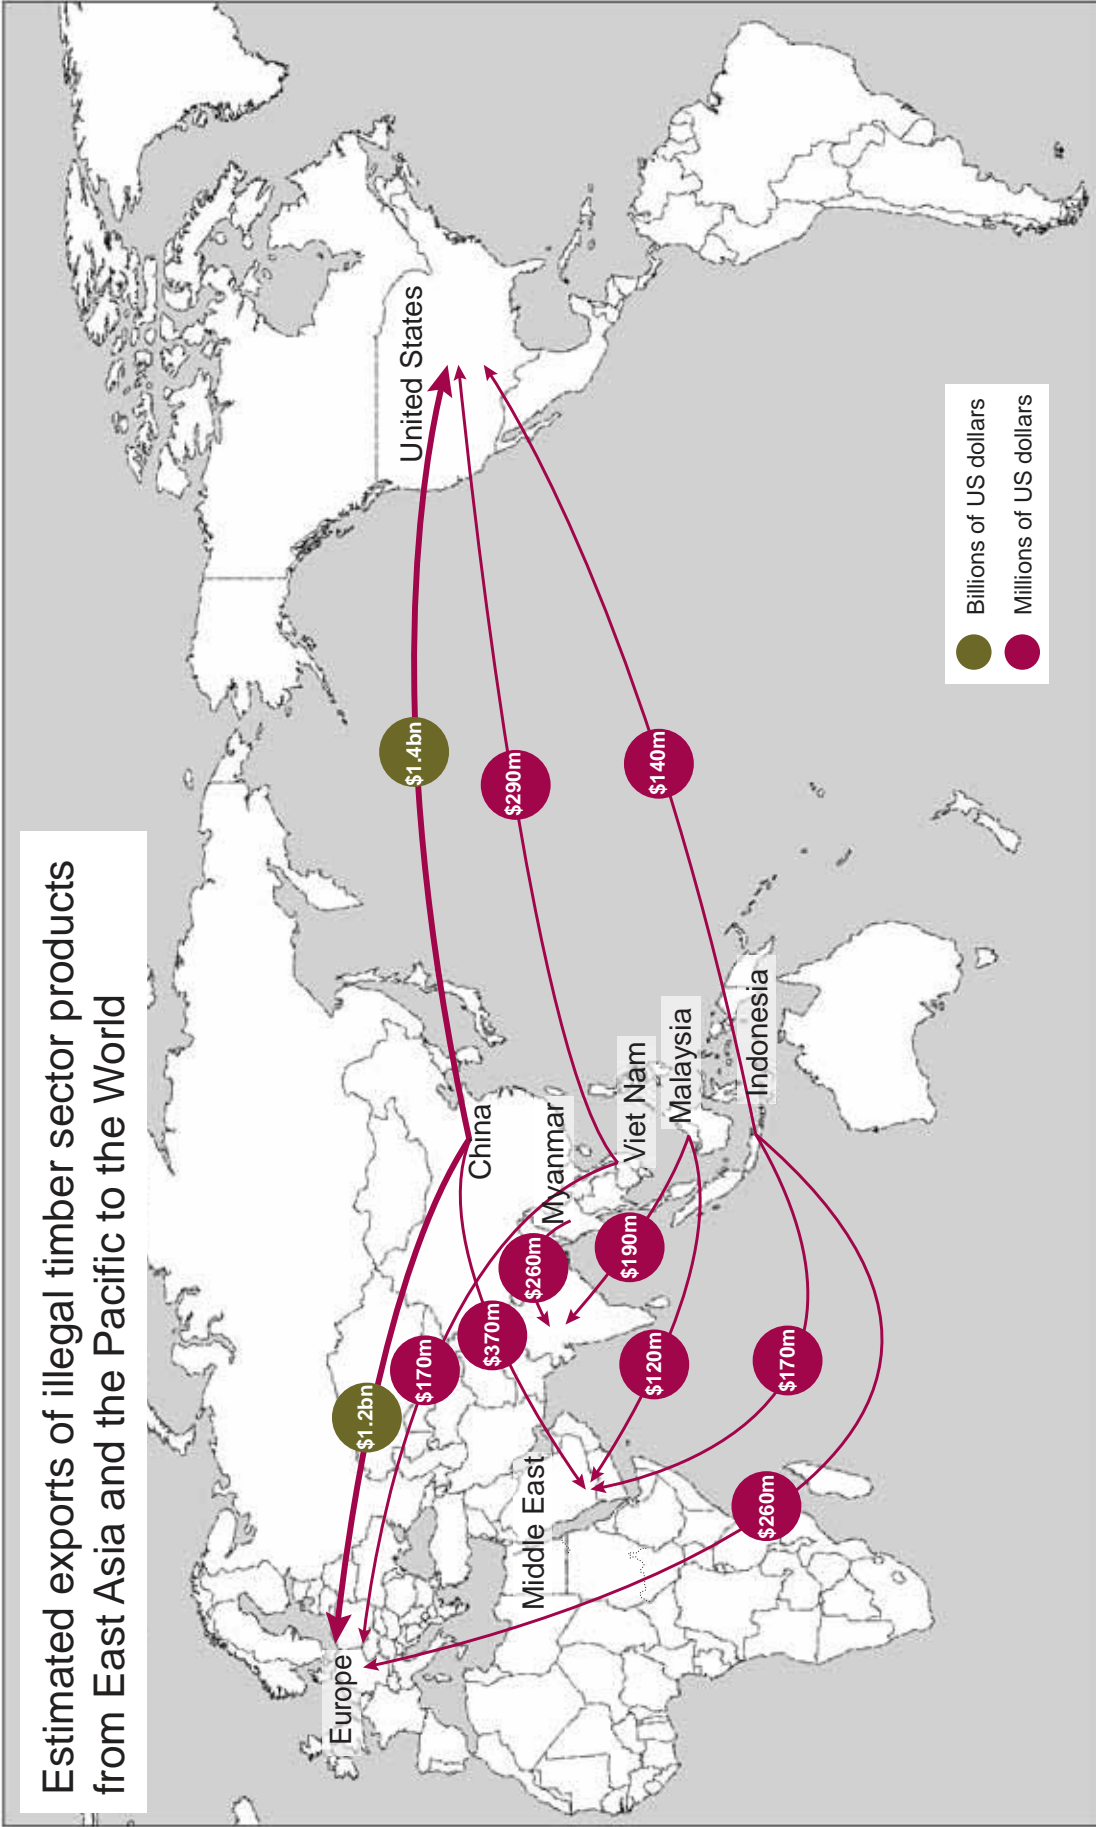 Estimated exports of illegal timber sector products
from East Asia and the Pacific to the World
United States
$1.4bn
$1.2bn
$290m
$140m
Europe
China
$170m
$370m
Myanmar
$260m
Viet Nam
$190m
Malaysia
Middle East
$120m
Indonesia
$170m
$260m
Billions of US dollars
Millions of US dollars